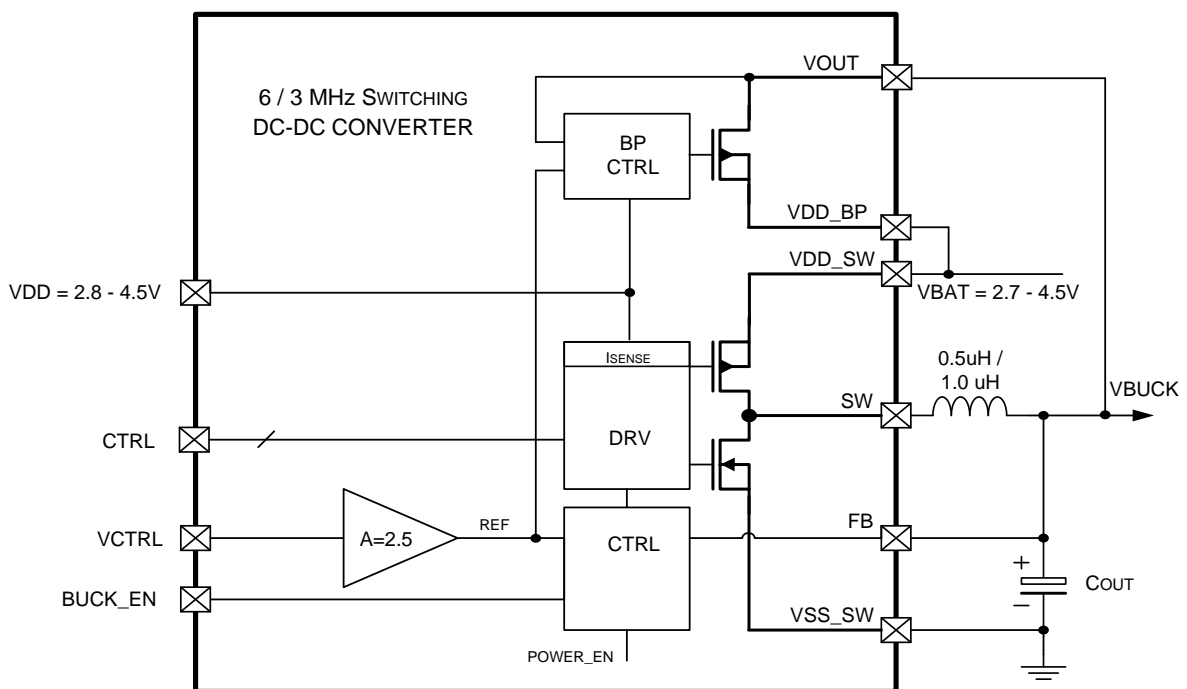 6 / 3 MHz SWITCHING
DC-DC CONVERTER
VOUT
BP
CTRL
VDD_BP
VDD_SW
VDD = 2.8 - 4.5V
VBAT = 2.7 - 4.5V
ISENSE
0.5uH /
1.0 uH
VBUCK
SW
CTRL
DRV
VCTRL
A=2.5
REF
CTRL
FB
BUCK_EN
+
–
COUT
VSS_SW
POWER_EN